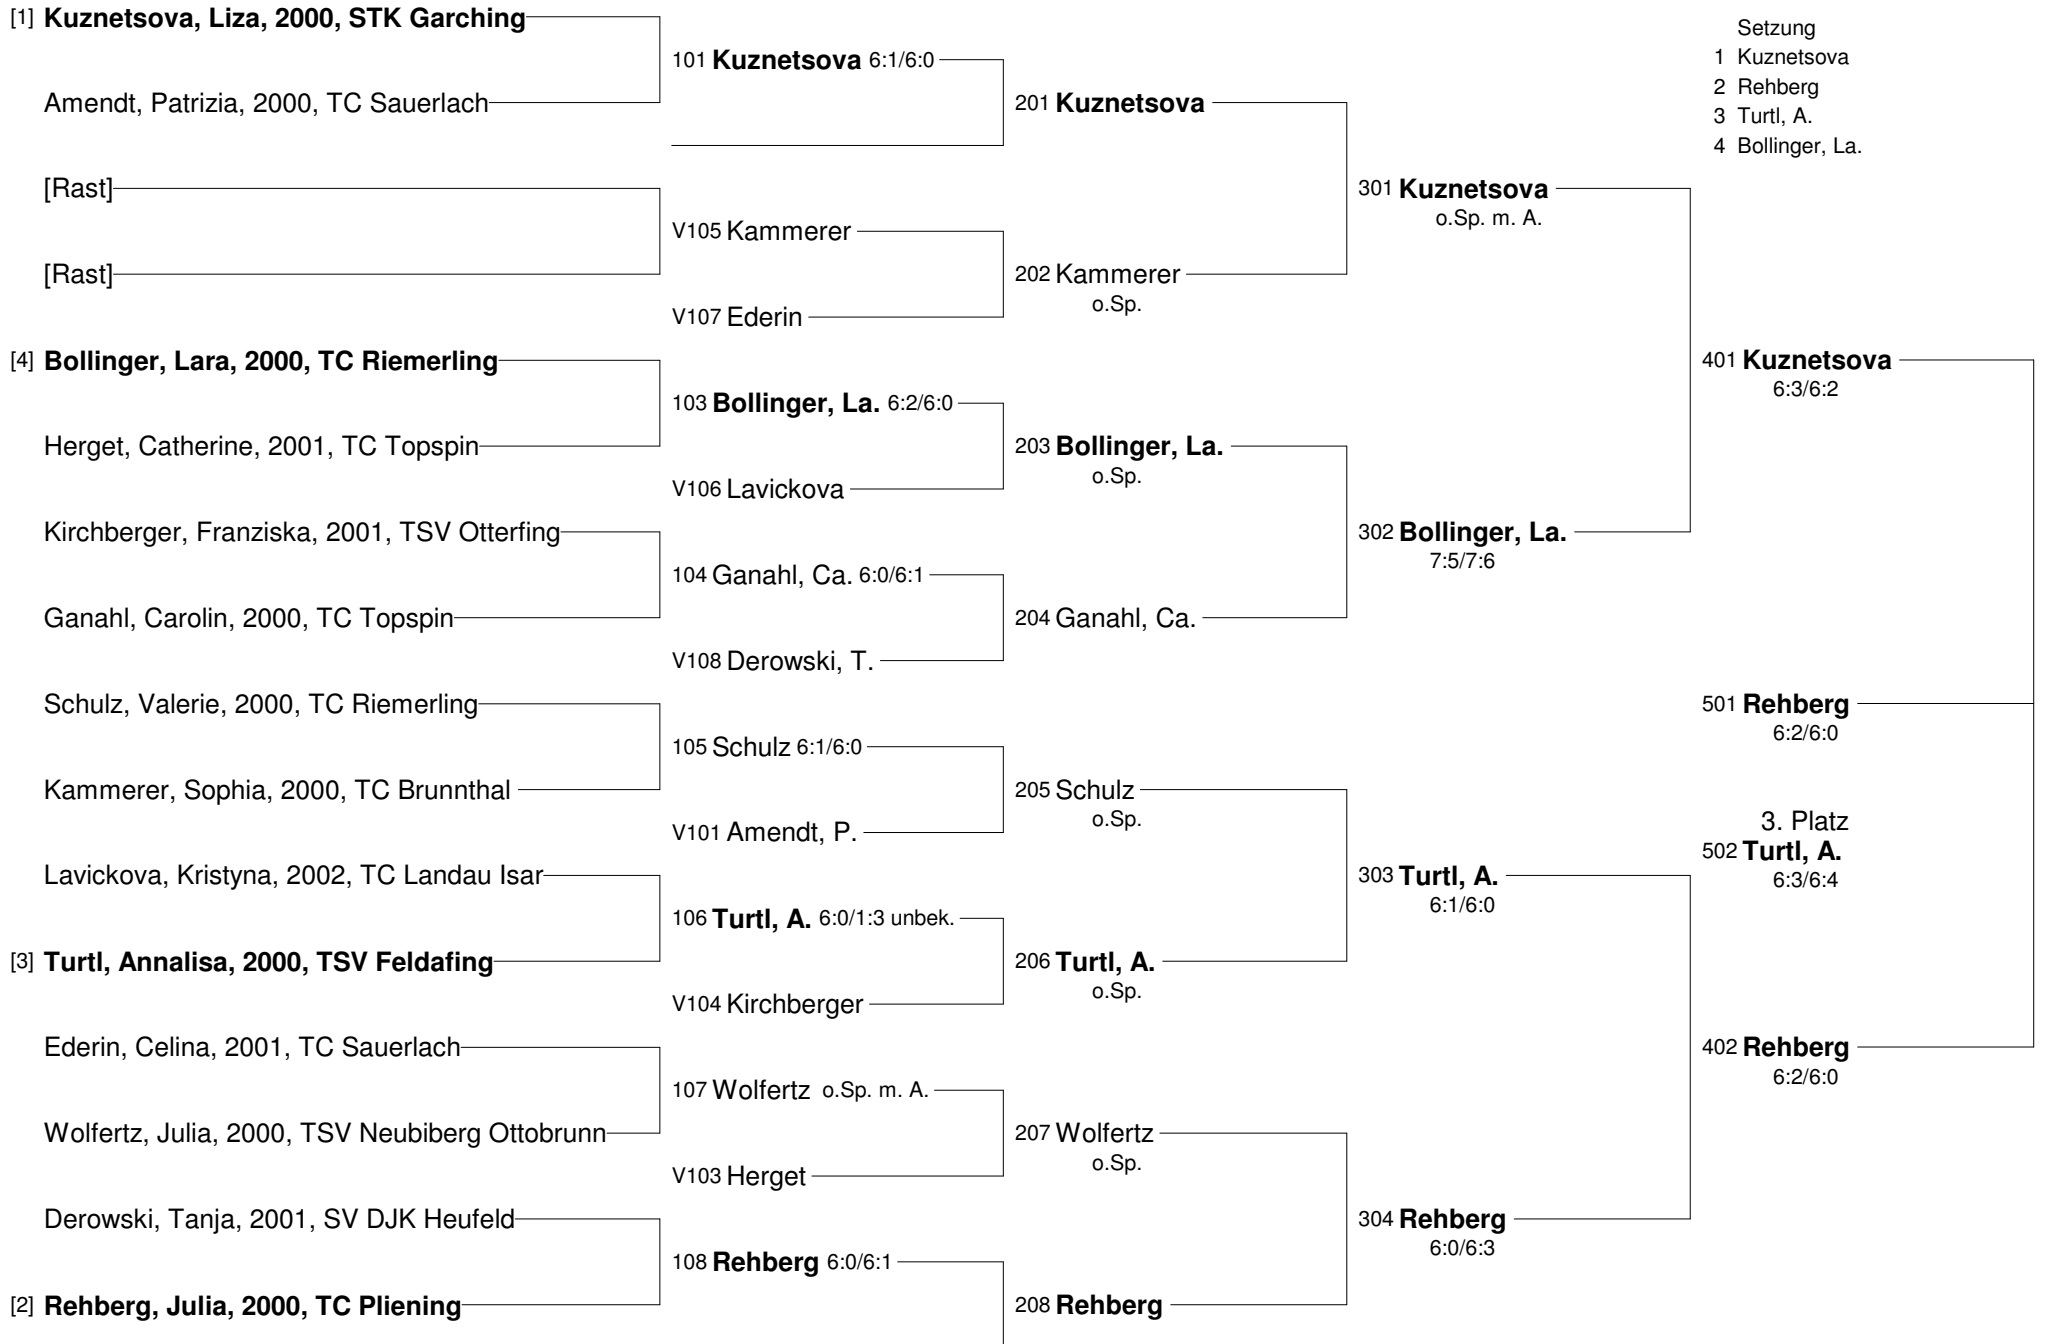 [1] Kuznetsova, Liza, 2000, STK Garching
Amendt, Patrizia, 2000, TC Sauerlach
[Rast]
[Rast]
[4] Bollinger, Lara, 2000, TC Riemerling
Herget, Catherine, 2001, TC Topspin
Kirchberger, Franziska, 2001, TSV Otterfing
Ganahl, Carolin, 2000, TC Topspin
Schulz, Valerie, 2000, TC Riemerling
Kammerer, Sophia, 2000, TC Brunnthal
Lavickova, Kristyna, 2002, TC Landau Isar
[3] Turtl, Annalisa, 2000, TSV Feldafing
Ederin, Celina, 2001, TC Sauerlach
Wolfertz, Julia, 2000, TSV Neubiberg Ottobrunn
Derowski, Tanja, 2001, SV DJK Heufeld
[2] Rehberg, Julia, 2000, TC Pliening
101 Kuznetsova 6:1/6:0
V105 Kammerer
V107 Ederin
103 Bollinger, La. 6:2/6:0
V106 Lavickova
104 Ganahl, Ca. 6:0/6:1
V108 Derowski, T.
105 Schulz 6:1/6:0
V101 Amendt, P.
106 Turtl, A. 6:0/1:3 unbek.
V104 Kirchberger
107 Wolfertz o.Sp. m. A.
V103 Herget
108 Rehberg 6:0/6:1
201 Kuznetsova
202 Kammerer
o.Sp.
203 Bollinger, La.
o.Sp.
204 Ganahl, Ca.
205 Schulz
o.Sp.
206 Turtl, A.
o.Sp.
207 Wolfertz
o.Sp.
208 Rehberg
301 Kuznetsova
o.Sp. m. A.
302 Bollinger, La.
7:5/7:6
303 Turtl, A.
6:1/6:0
304 Rehberg
6:0/6:3
Setzung
1 Kuznetsova
2 Rehberg
3 Turtl, A.
4 Bollinger, La.
401 Kuznetsova
6:3/6:2
501 Rehberg
6:2/6:0
3. Platz
502 Turtl, A.
6:3/6:4
402 Rehberg
6:2/6:0